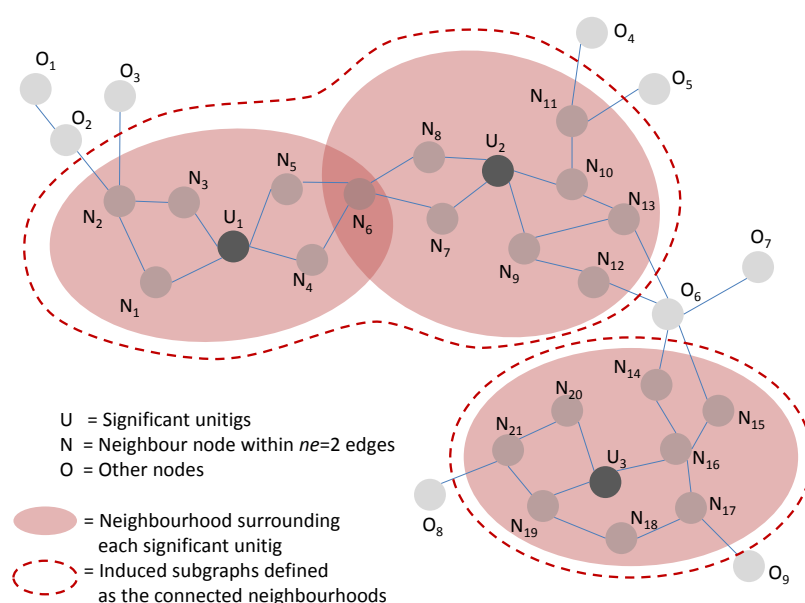 O4
O1
O3
O5
N11
O2
N8
U2
N5
N10
N3
N13
N2
U1
N6
N7
O7
N9
N12
N4
O6
N1
N14
N20
N15
U = Significant unitigs
N21
N = Neighbour node within ne=2 edges
U3
N16
O = Other nodes
N17
O8
N19
N18
= Neighbourhood surrounding
each significant unitig
= Induced subgraphs defined
as the connected neighbourhoods
O9